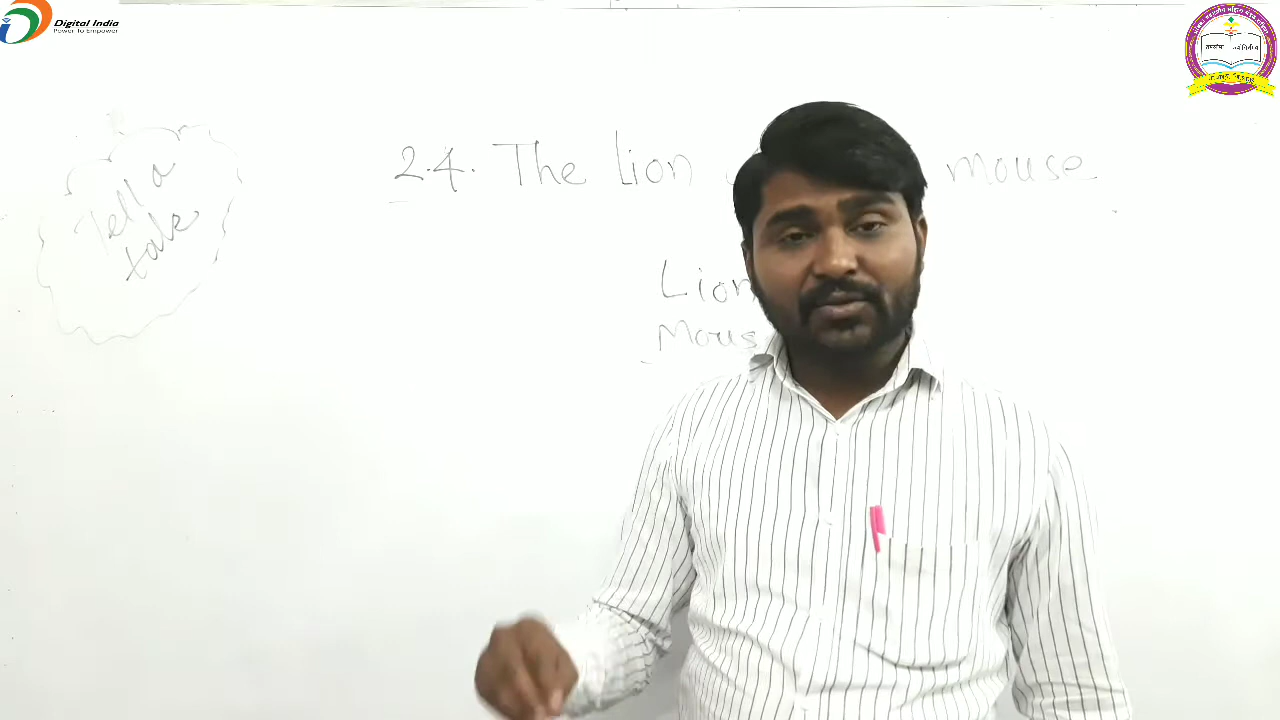 Digital India
Power To Empower
Tell a
tale
2.4. The lion mouse
Lion
Mous